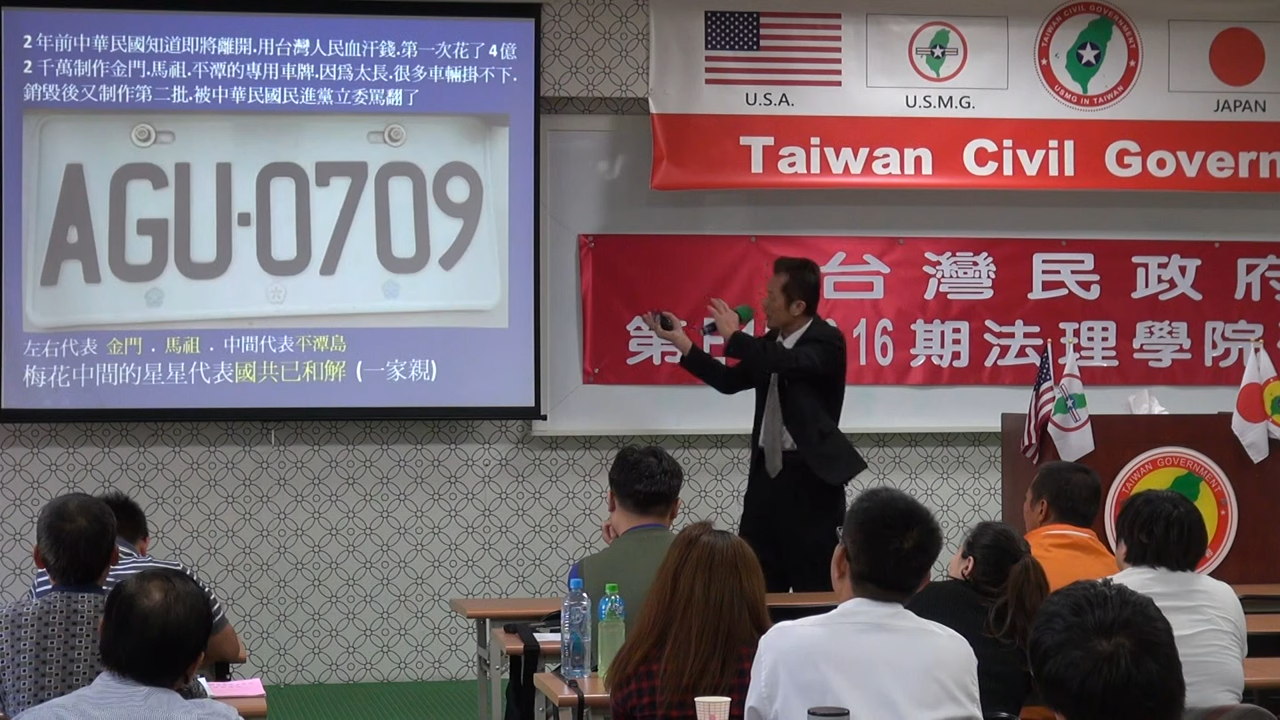 2年前中華民國知道即將離開.用台灣人民血汗錢.第一次花了4億
2千萬制作金門.馬祖.平潭的專用車牌.因爲太長.很多車輛掛不下.
銷毀後又制作第二批.被中華民國民進黨立委罵翻了
AGU·0709
左右代表 金門 . 馬祖 . 中間代表平潭島
梅花中間的星星代表國共已和解 (一家親)
U.S.A.
U.S.M.G.
TAIWAN CIVIL GOVERNMENT
USMG IN TAIWAN
JAPAN
Taiwan Civil Govern
台灣民政府
第
16期法理學院
TAIWAN GOVERNMENT